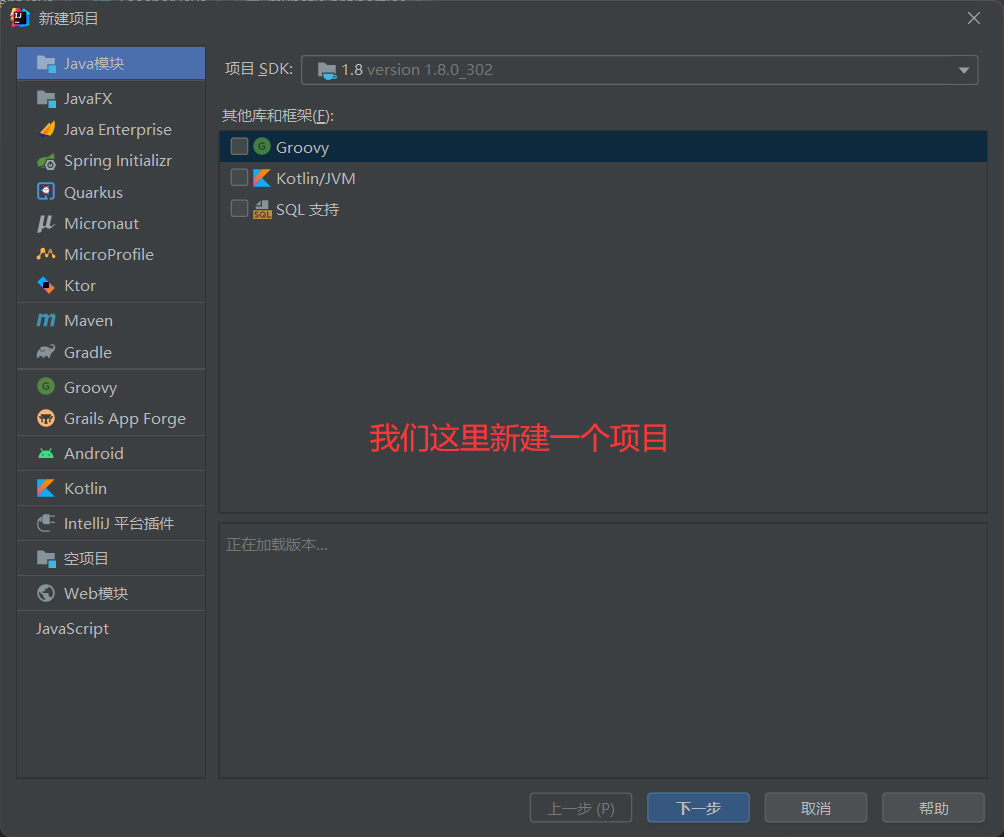 新建项目
Java模块
JavaFX
Java Enterprise
Spring Initializr
Quarkus
Micronaut
MicroProfile
Ktor
Maven
Gradle
Groovy
Grails App Forge
Android
Kotlin
IntelliJ 平台插件
空项目
Web模块
JavaScript
项目 SDK: 1.8 version 1.8.0_302
其他库和框架(F):
Groovy
Kotlin/JVM
SQL 支持
我们这里新建一个项目
正在加载版本...
上一步 (P) 下一步 取消 帮助